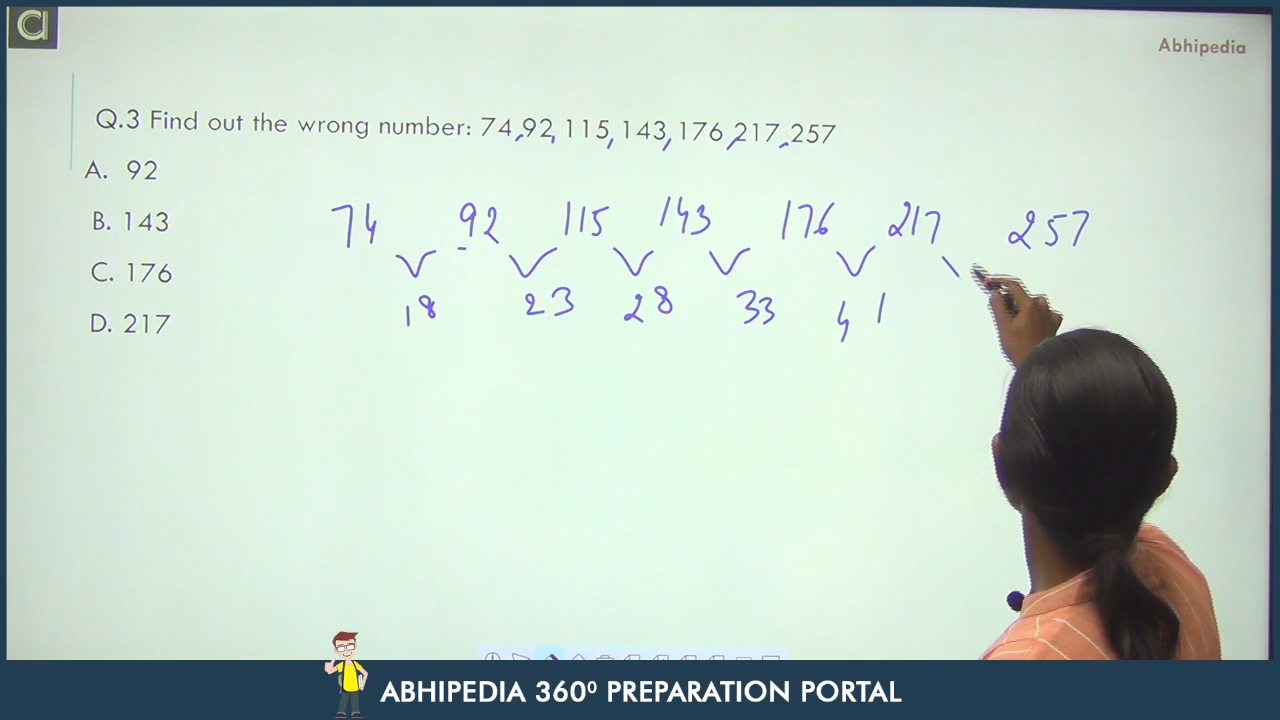 a
Abhipedia
Q.3 Find out the wrong number: 74,92,115,143,176,217,257
A. 92
B. 143
C. 176
D. 217
74 92 115 143 176 217 257
18 23 28 33 41
ABHIPEDIA 360⁰ PREPARATION PORTAL